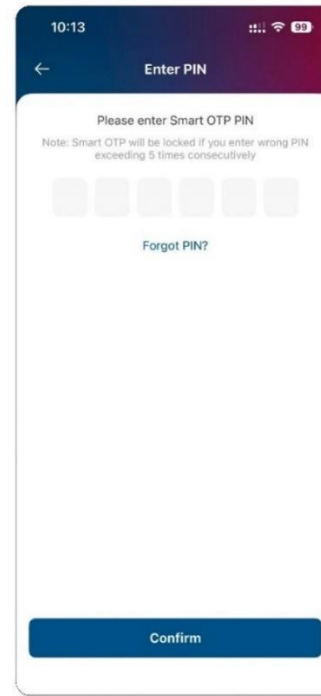 10:13
99
Enter PIN
Please enter Smart OTP PIN
Note: Smart OTP will be locked if you enter wrong PIN
exceeding 5 times consecutively
Forgot PIN?
Confirm